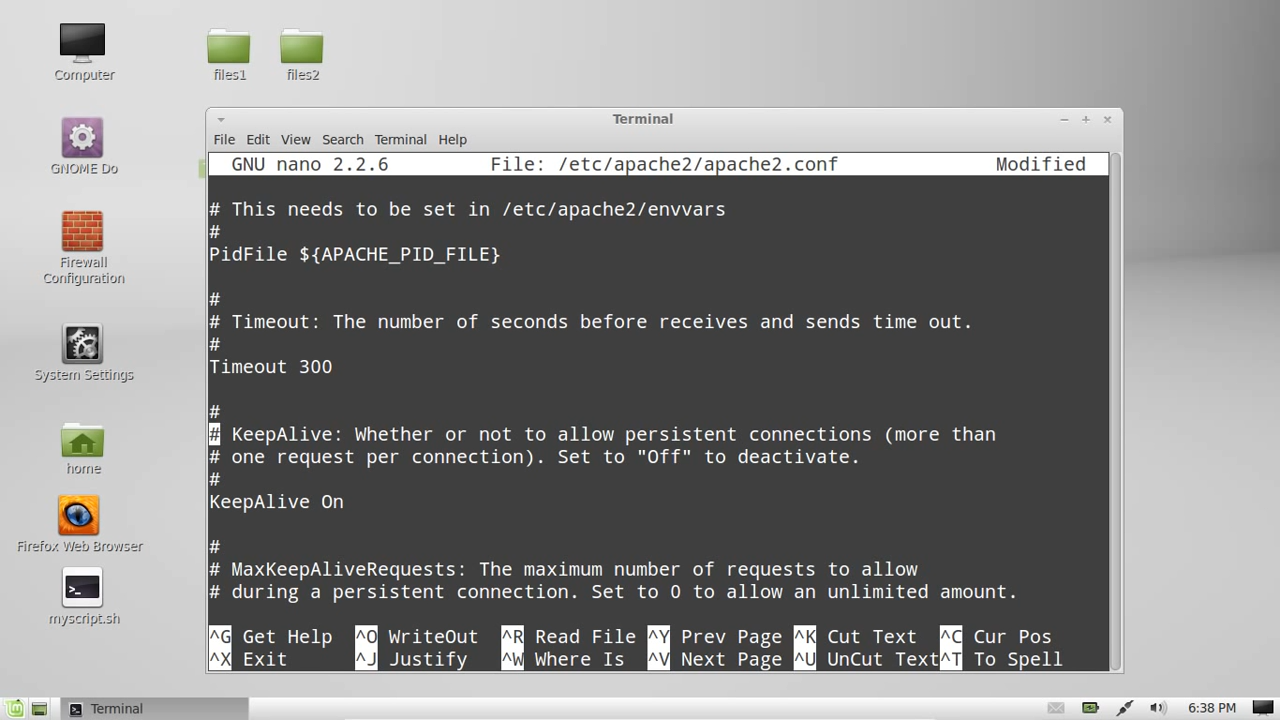 Computer
files1
files2
GNOME Do
Firewall
Configuration
System Settings
home
Firefox Web Browser
myscript.sh
Terminal
File Edit View Search Terminal Help
GNU nano 2.2.6 File: /etc/apache2/apache2.conf Modified
# This needs to be set in /etc/apache2/envvars
#
PidFile ${APACHE_PID_FILE}
#
# Timeout: The number of seconds before receives and sends time out.
#
Timeout 300
#
# KeepAlive: Whether or not to allow persistent connections (more than
# one request per connection). Set to "Off" to deactivate.
#
KeepAlive On
#
# MaxKeepAliveRequests: The maximum number of requests to allow
# during a persistent connection. Set to 0 to allow an unlimited amount.
^G Get Help ^O WriteOut ^R Read File ^Y Prev Page ^K Cut Text ^C Cur Pos
^X Exit ^J Justify ^W Where Is ^V Next Page ^U UnCut Text ^T To Spell
Terminal
6:38 PM